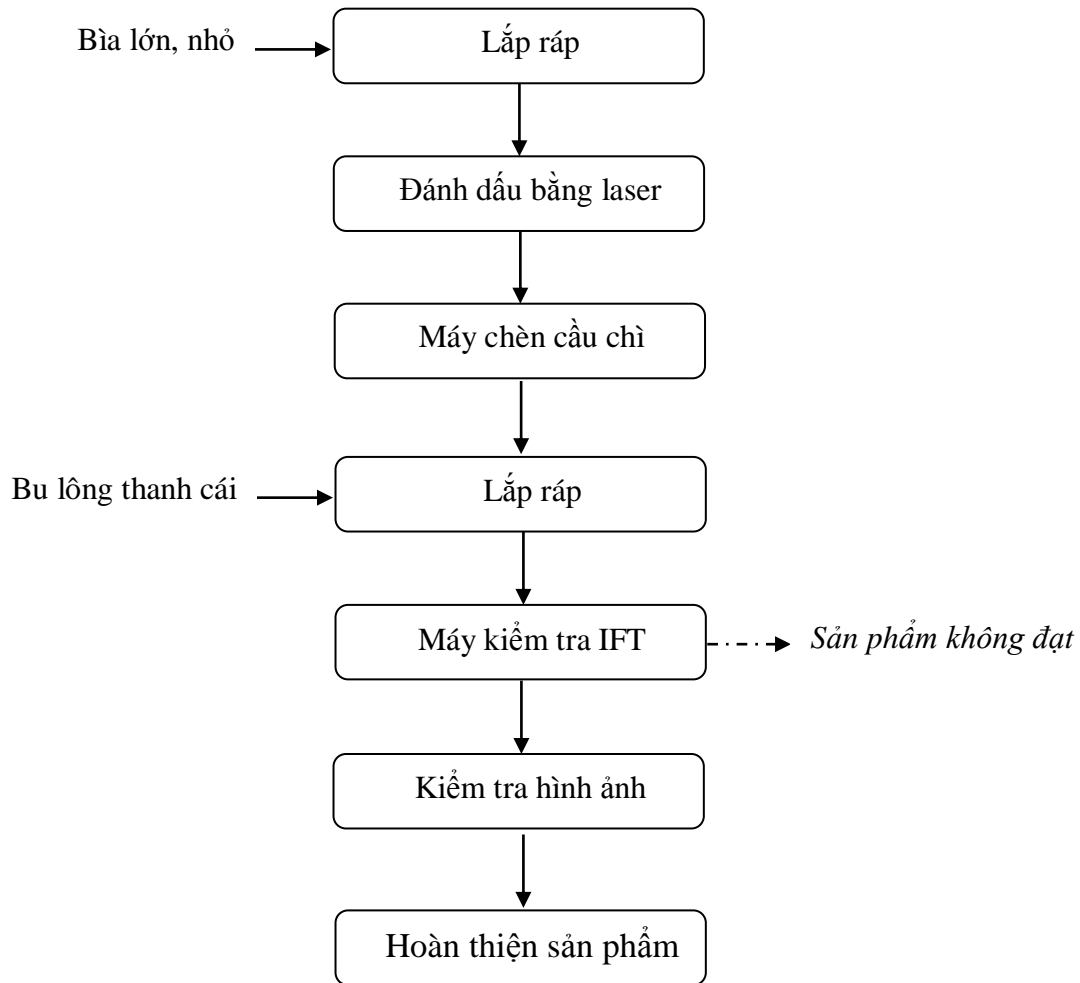 Bìa lớn, nhỏ
Lắp ráp
Đánh dấu bằng laser
Máy chèn cầu chì
Bu lông thanh cái
Lắp ráp
Máy kiểm tra IFT
Sản phẩm không đạt
Kiểm tra hình ảnh
Hoàn thiện sản phẩm